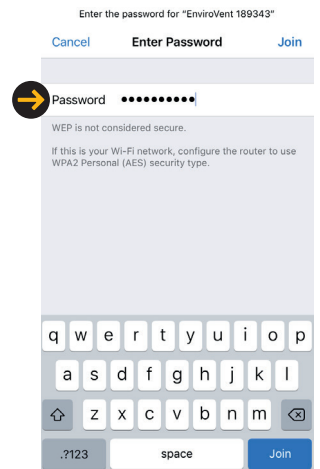 Enter the password for “EnviroVent 189343”
Cancel Enter Password Join
Password ••••••••••
WEP is not considered secure.
If this is your Wi-Fi network, configure the router to use
WPA2 Personal (AES) security type.
q w e r t y u i o p
a s d f g h j k l
z x c v b n m
.?123 space Join